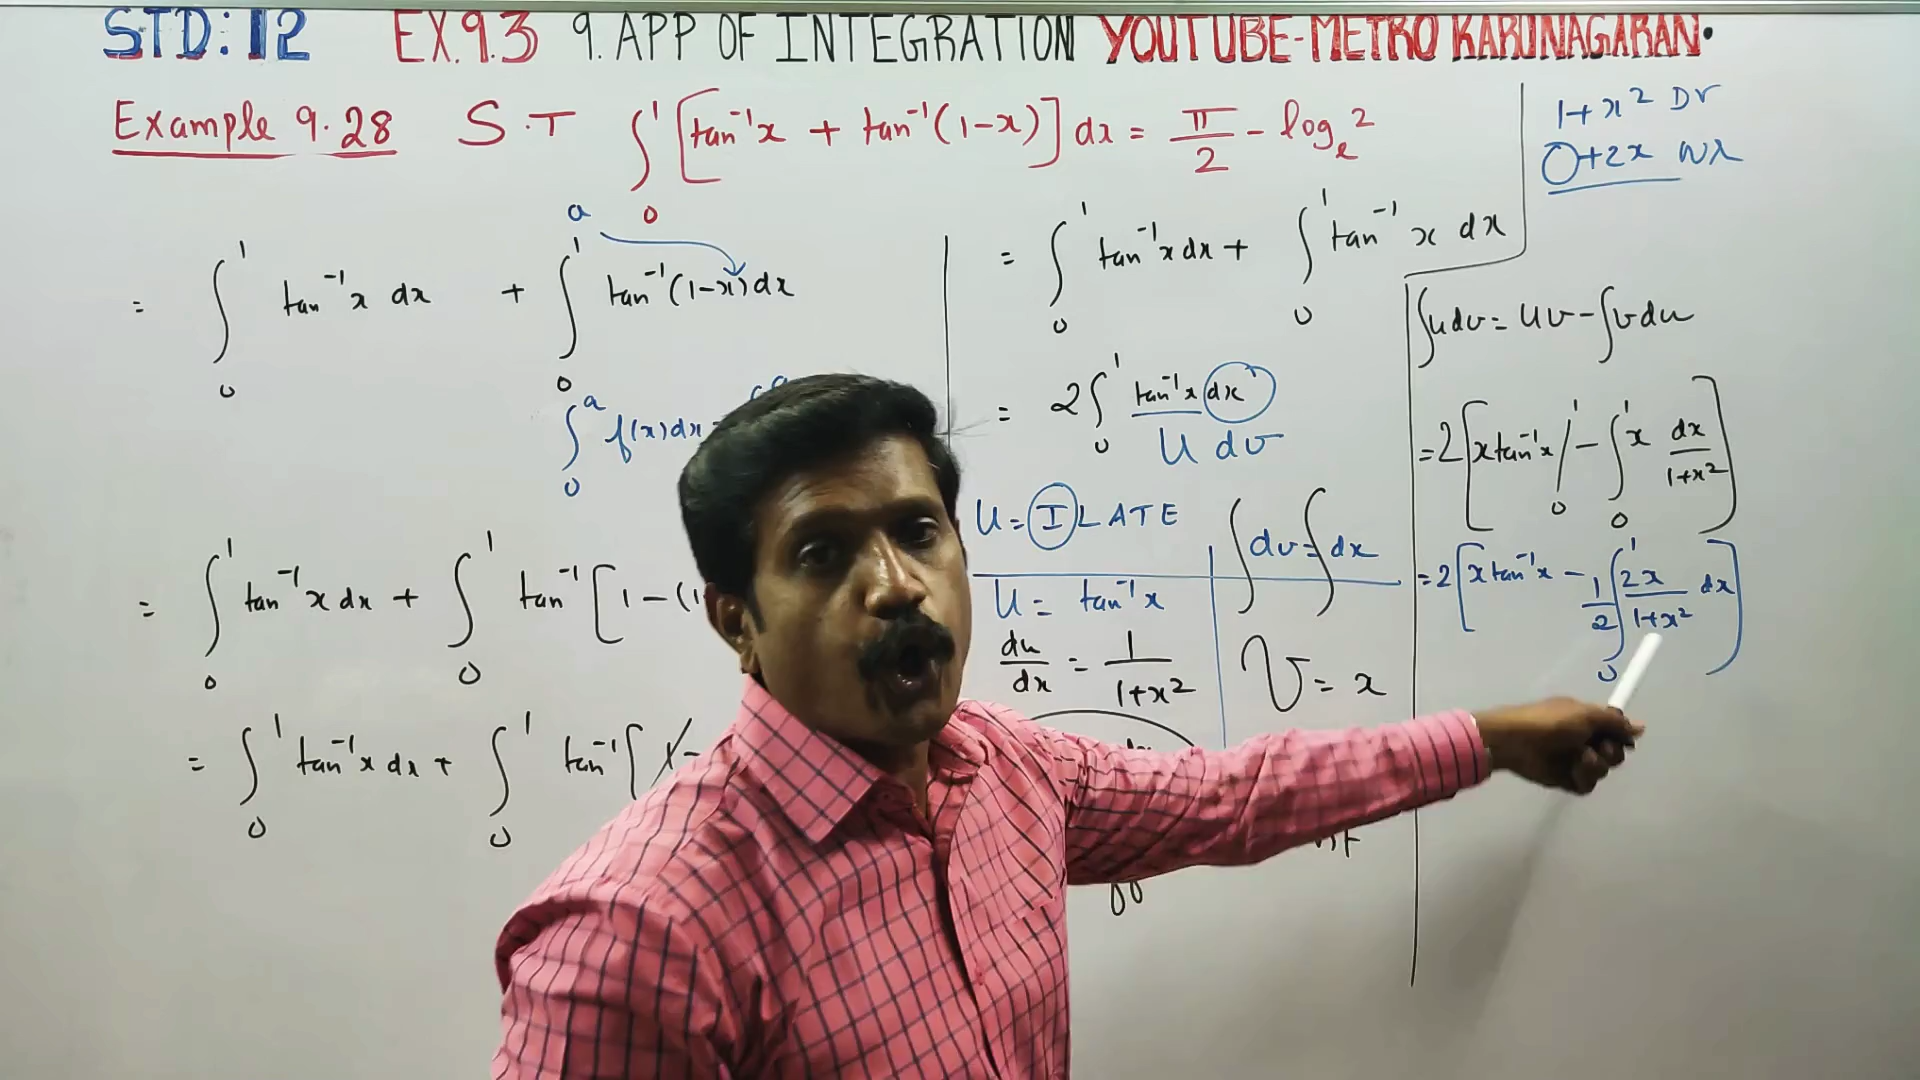 STD: 12 EX.9.3 9. APP OF INTEGRATION YOUTUBE-METRO KARUNAGARAN.
Example 9.28 S.T ∫₀¹ [tan⁻¹x + tan⁻¹(1-x)] dx = π/2 - logₑ2
= ∫₀¹ tan⁻¹x dx + ∫₀¹ tan⁻¹(1-x) dx
a
∫₀ᵃ f(x)dx =
= ∫₀¹ tan⁻¹x dx + ∫₀¹ tan⁻¹[1-(1
= ∫₀¹ tan⁻¹x dx + ∫₀¹ tan⁻¹[1-
= ∫₀¹ tan⁻¹x dx + ∫₀¹ tan⁻¹x dx
= 2∫₀¹ tan⁻¹x dx
U dv
U = ILATE
U = tan⁻¹x
du/dx = 1/1+x²
∫dv = ∫dx
V = x
1+x² Dr
0+2x Nr
∫udv = uv - ∫vdu
= 2[x tan⁻¹x/₀¹ - ∫₀¹ x dx/1+x²]
= 2[x tan⁻¹x - 1/2 ∫₀¹ 2x/1+x² dx]